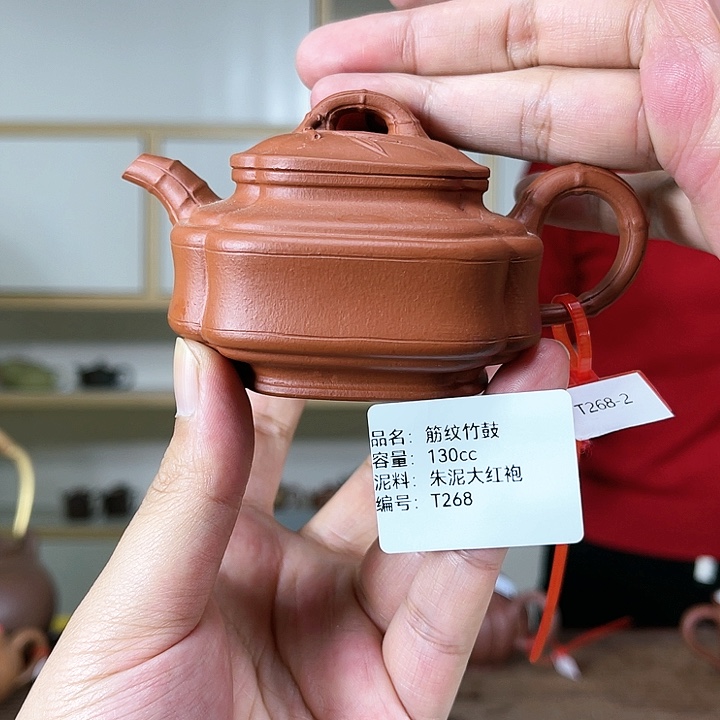 T268-2
品名: 筋纹竹鼓
容量: 130cc
泥料: 朱泥大红袍
编号: T268